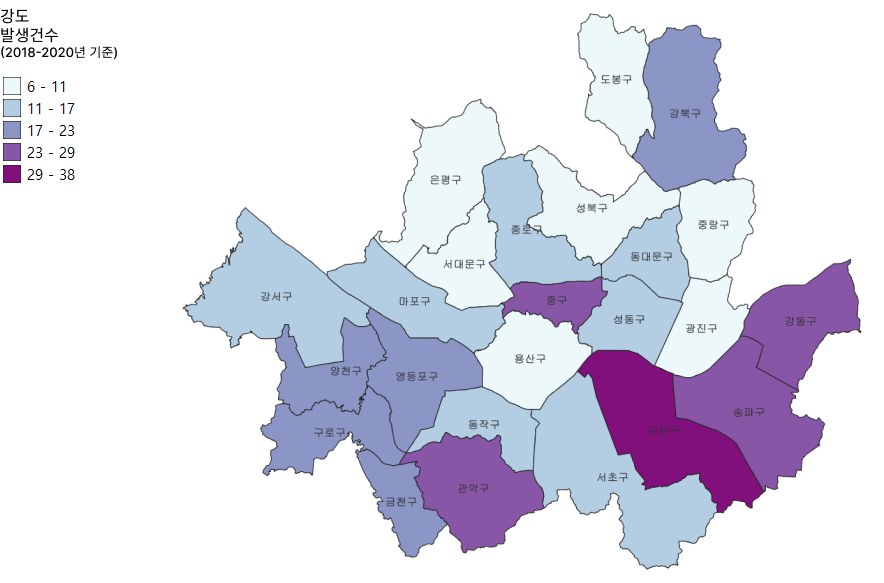 강도
발생건수
(2018-2020년 기준)
6 - 11
11 - 17
17 - 23
23 - 29
29 - 38
도봉구
강북구
은평구
성북구
중랑구
종로구
동대문구
서대문구
강서구
마포구
중구
성동구
강동구
광진구
용산구
양천구
영등포구
송파구
동작구
구로구
강남구
서초구
관악구
금천구